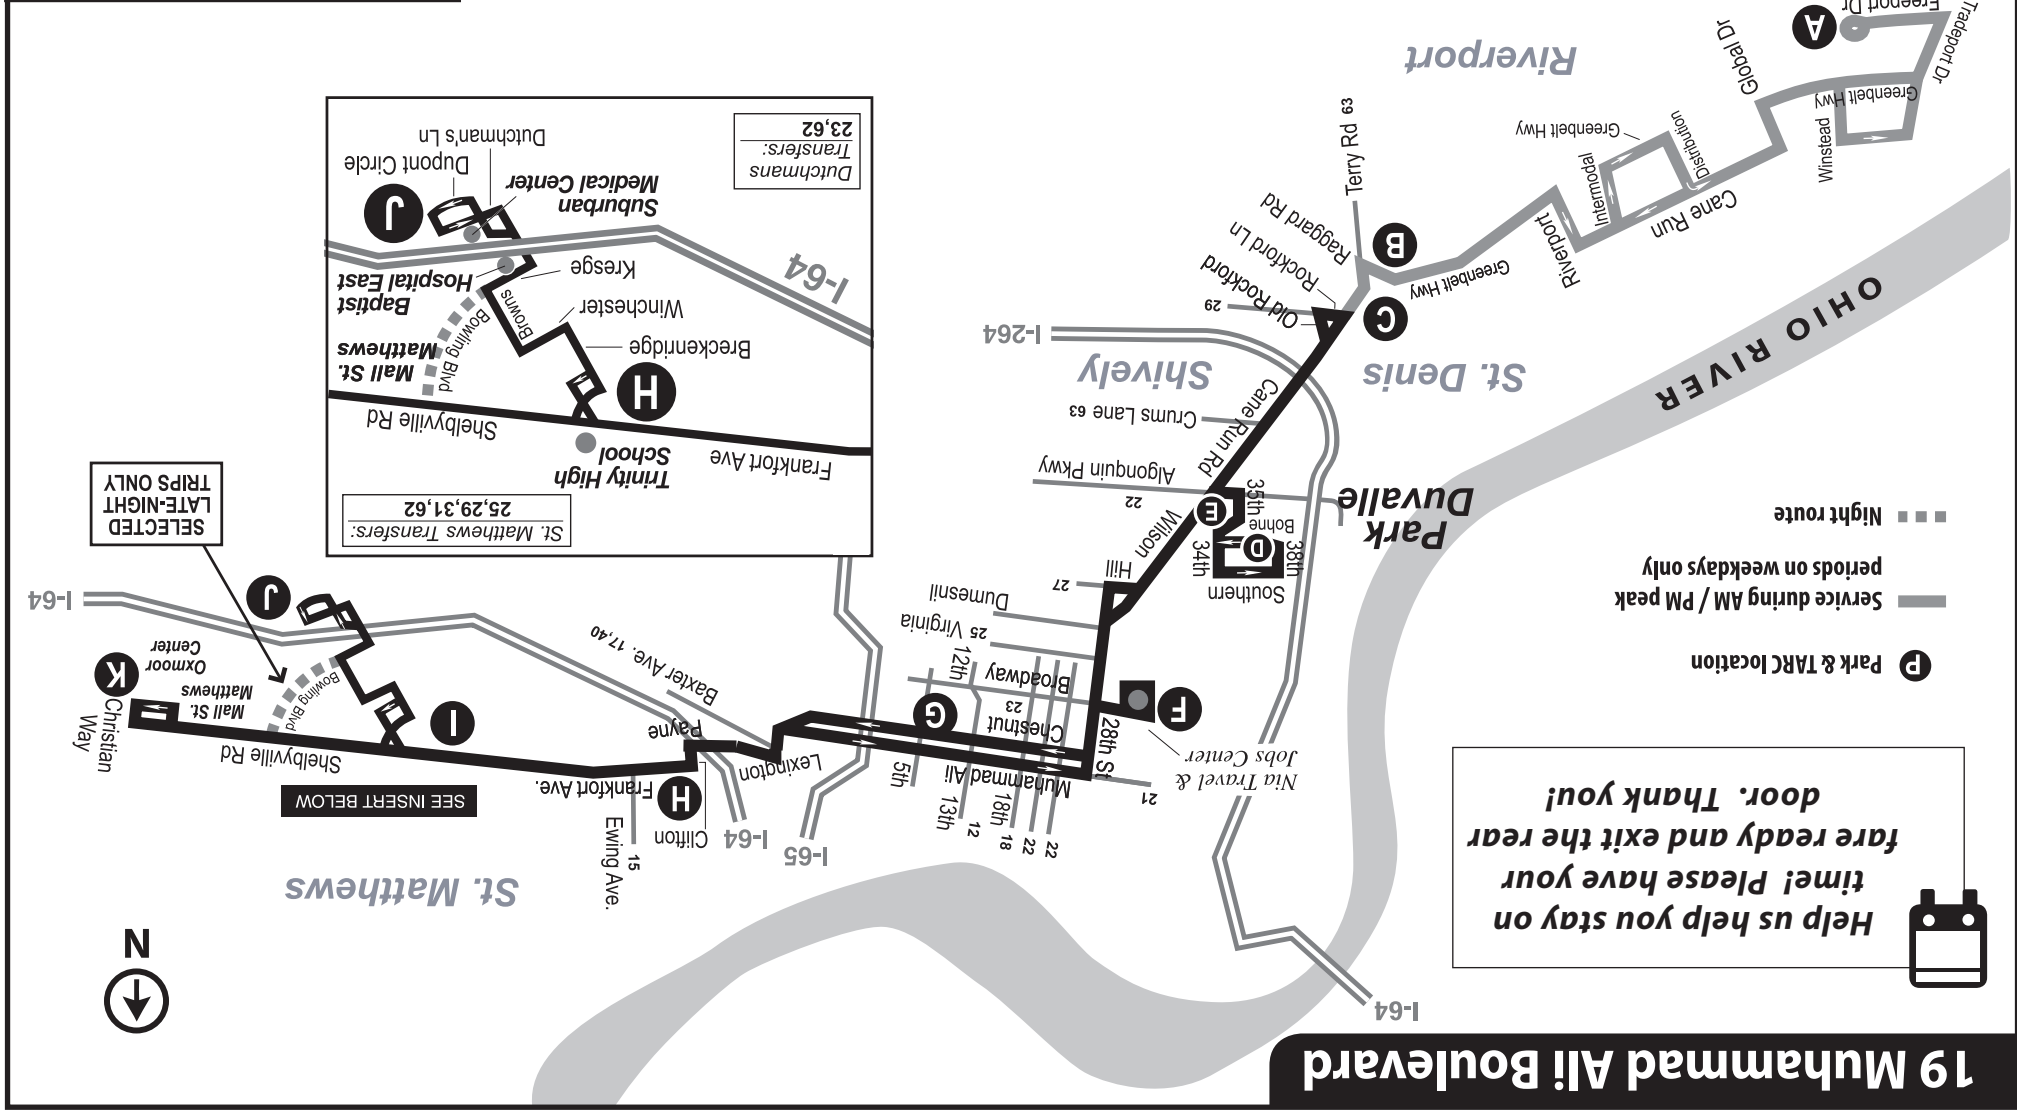 19 Muhammad Ali Boulevard
Help us help you stay on
time! Please have your
fare ready and exit the rear
door. Thank you!
P Park & TARC location
Service during AM / PM peak
periods on weekdays only
Night route
N
I-64
St. Matthews
Ewing Ave.
15
Clifton
I-64
I-65
22
22
18
12
18th
13th
5th
21
Nia Travel &
Jobs Center
SEE INSERT BELOW
Muhammad Ali
28th St
Chestnut
23
Broadway
12th
25 Virginia
Dumesnil
27
Hill
Lexington
Payne
Baxter Ave. 17,40
Frankfort Ave.
H
Shelbyville Rd
I
Christian
Way
K
Mall St.
Matthews
Oxmoor
Center
Bowling Blvd
J
I-64
SELECTED
LATE-NIGHT
TRIPS ONLY
F
G
Southern
38th
34th
D
Bohne
E
35th
Wilson
Park
Duvalle
22
Algonquin Pkwy
Crums Lane 63
Cane Run Rd
OHIO RIVER
St. Denis
Shively
I-264
C
29
Old Rockford
Rockford Ln
Raggard Rd
Terry Rd 63
B
Greenbelt Hwy
Riverport
Cane Run
Intermodal
Distribution
Greenbelt Hwy
Winstead
Greenbelt Hwy
Global Dr
Tradeport Dr
Freeport Dr
A
Riverport
St. Matthews Transfers:
25,29,31,62
Trinity High
School
Frankfort Ave
Shelbyville Rd
H
Mall St.
Matthews
Bowling Blvd
Breckenridge
Winchester
Browns
Kresge
Baptist
Hospital East
I-64
Suburban
Medical Center
J
Dupont Circle
Dutchman's Ln
Dutchmans
Transfers:
23,62